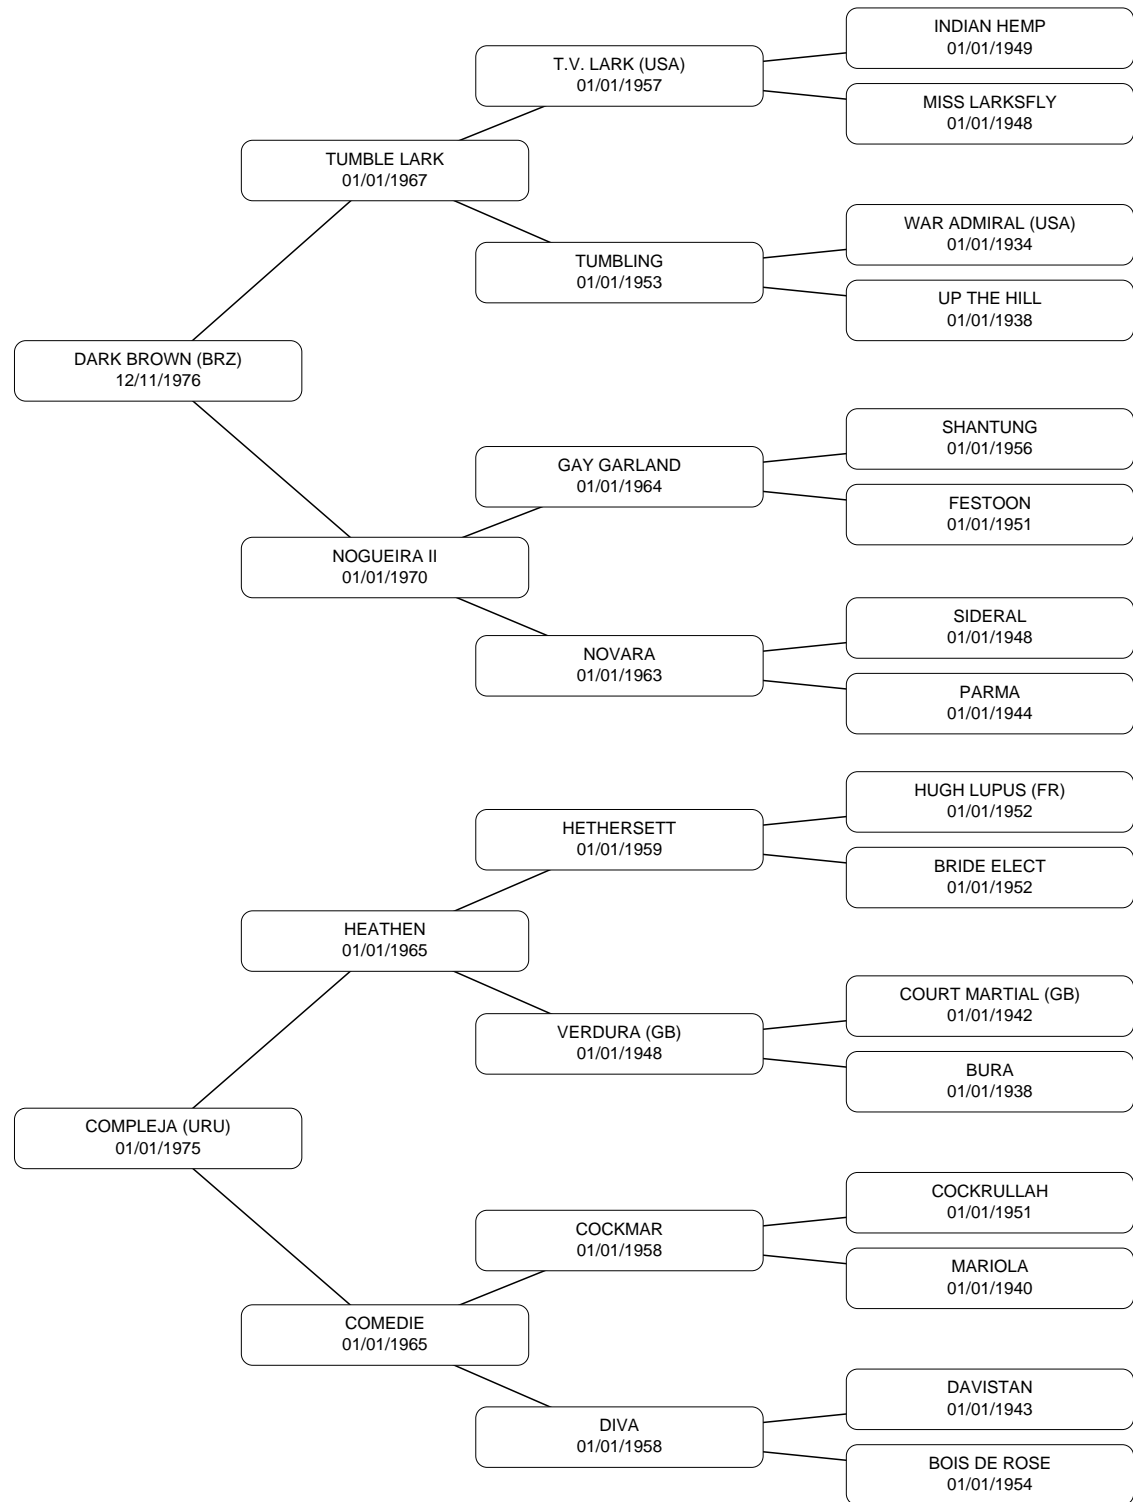 INDIAN HEMP
01/01/1949
T.V. LARK (USA)
01/01/1957
MISS LARKSFLY
01/01/1948
TUMBLE LARK
01/01/1967
WAR ADMIRAL (USA)
01/01/1934
TUMBLING
01/01/1953
UP THE HILL
01/01/1938
DARK BROWN (BRZ)
12/11/1976
SHANTUNG
01/01/1956
GAY GARLAND
01/01/1964
FESTOON
01/01/1951
NOGUEIRA II
01/01/1970
SIDERAL
01/01/1948
NOVARA
01/01/1963
PARMA
01/01/1944
HUGH LUPUS (FR)
01/01/1952
HETHERSETT
01/01/1959
BRIDE ELECT
01/01/1952
HEATHEN
01/01/1965
COURT MARTIAL (GB)
01/01/1942
VERDURA (GB)
01/01/1948
BURA
01/01/1938
COMPLEJA (URU)
01/01/1975
COCKRULLAH
01/01/1951
COCKMAR
01/01/1958
MARIOLA
01/01/1940
COMEDIE
01/01/1965
DAVISTAN
01/01/1943
DIVA
01/01/1958
BOIS DE ROSE
01/01/1954